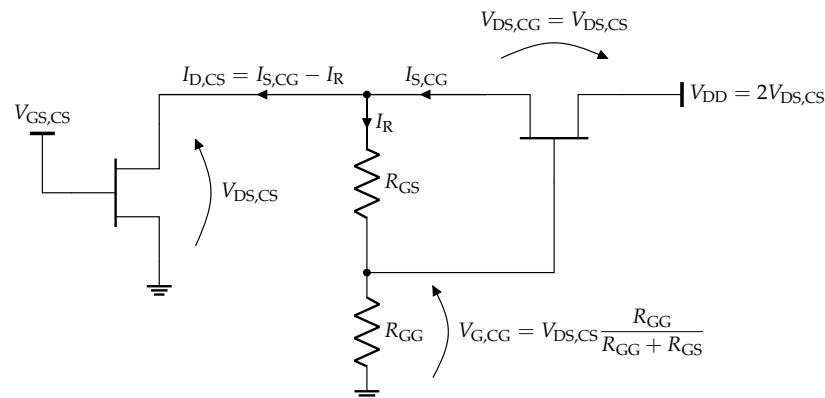 V_DS,CG = V_DS,CS
I_D,CS = I_S,CG − I_R
I_S,CG
V_DD = 2V_DS,CS
V_GS,CS
I_R
V_DS,CS
R_GS
R_GG
V_G,CG = V_DS,CS R_GG / (R_GG + R_GS)